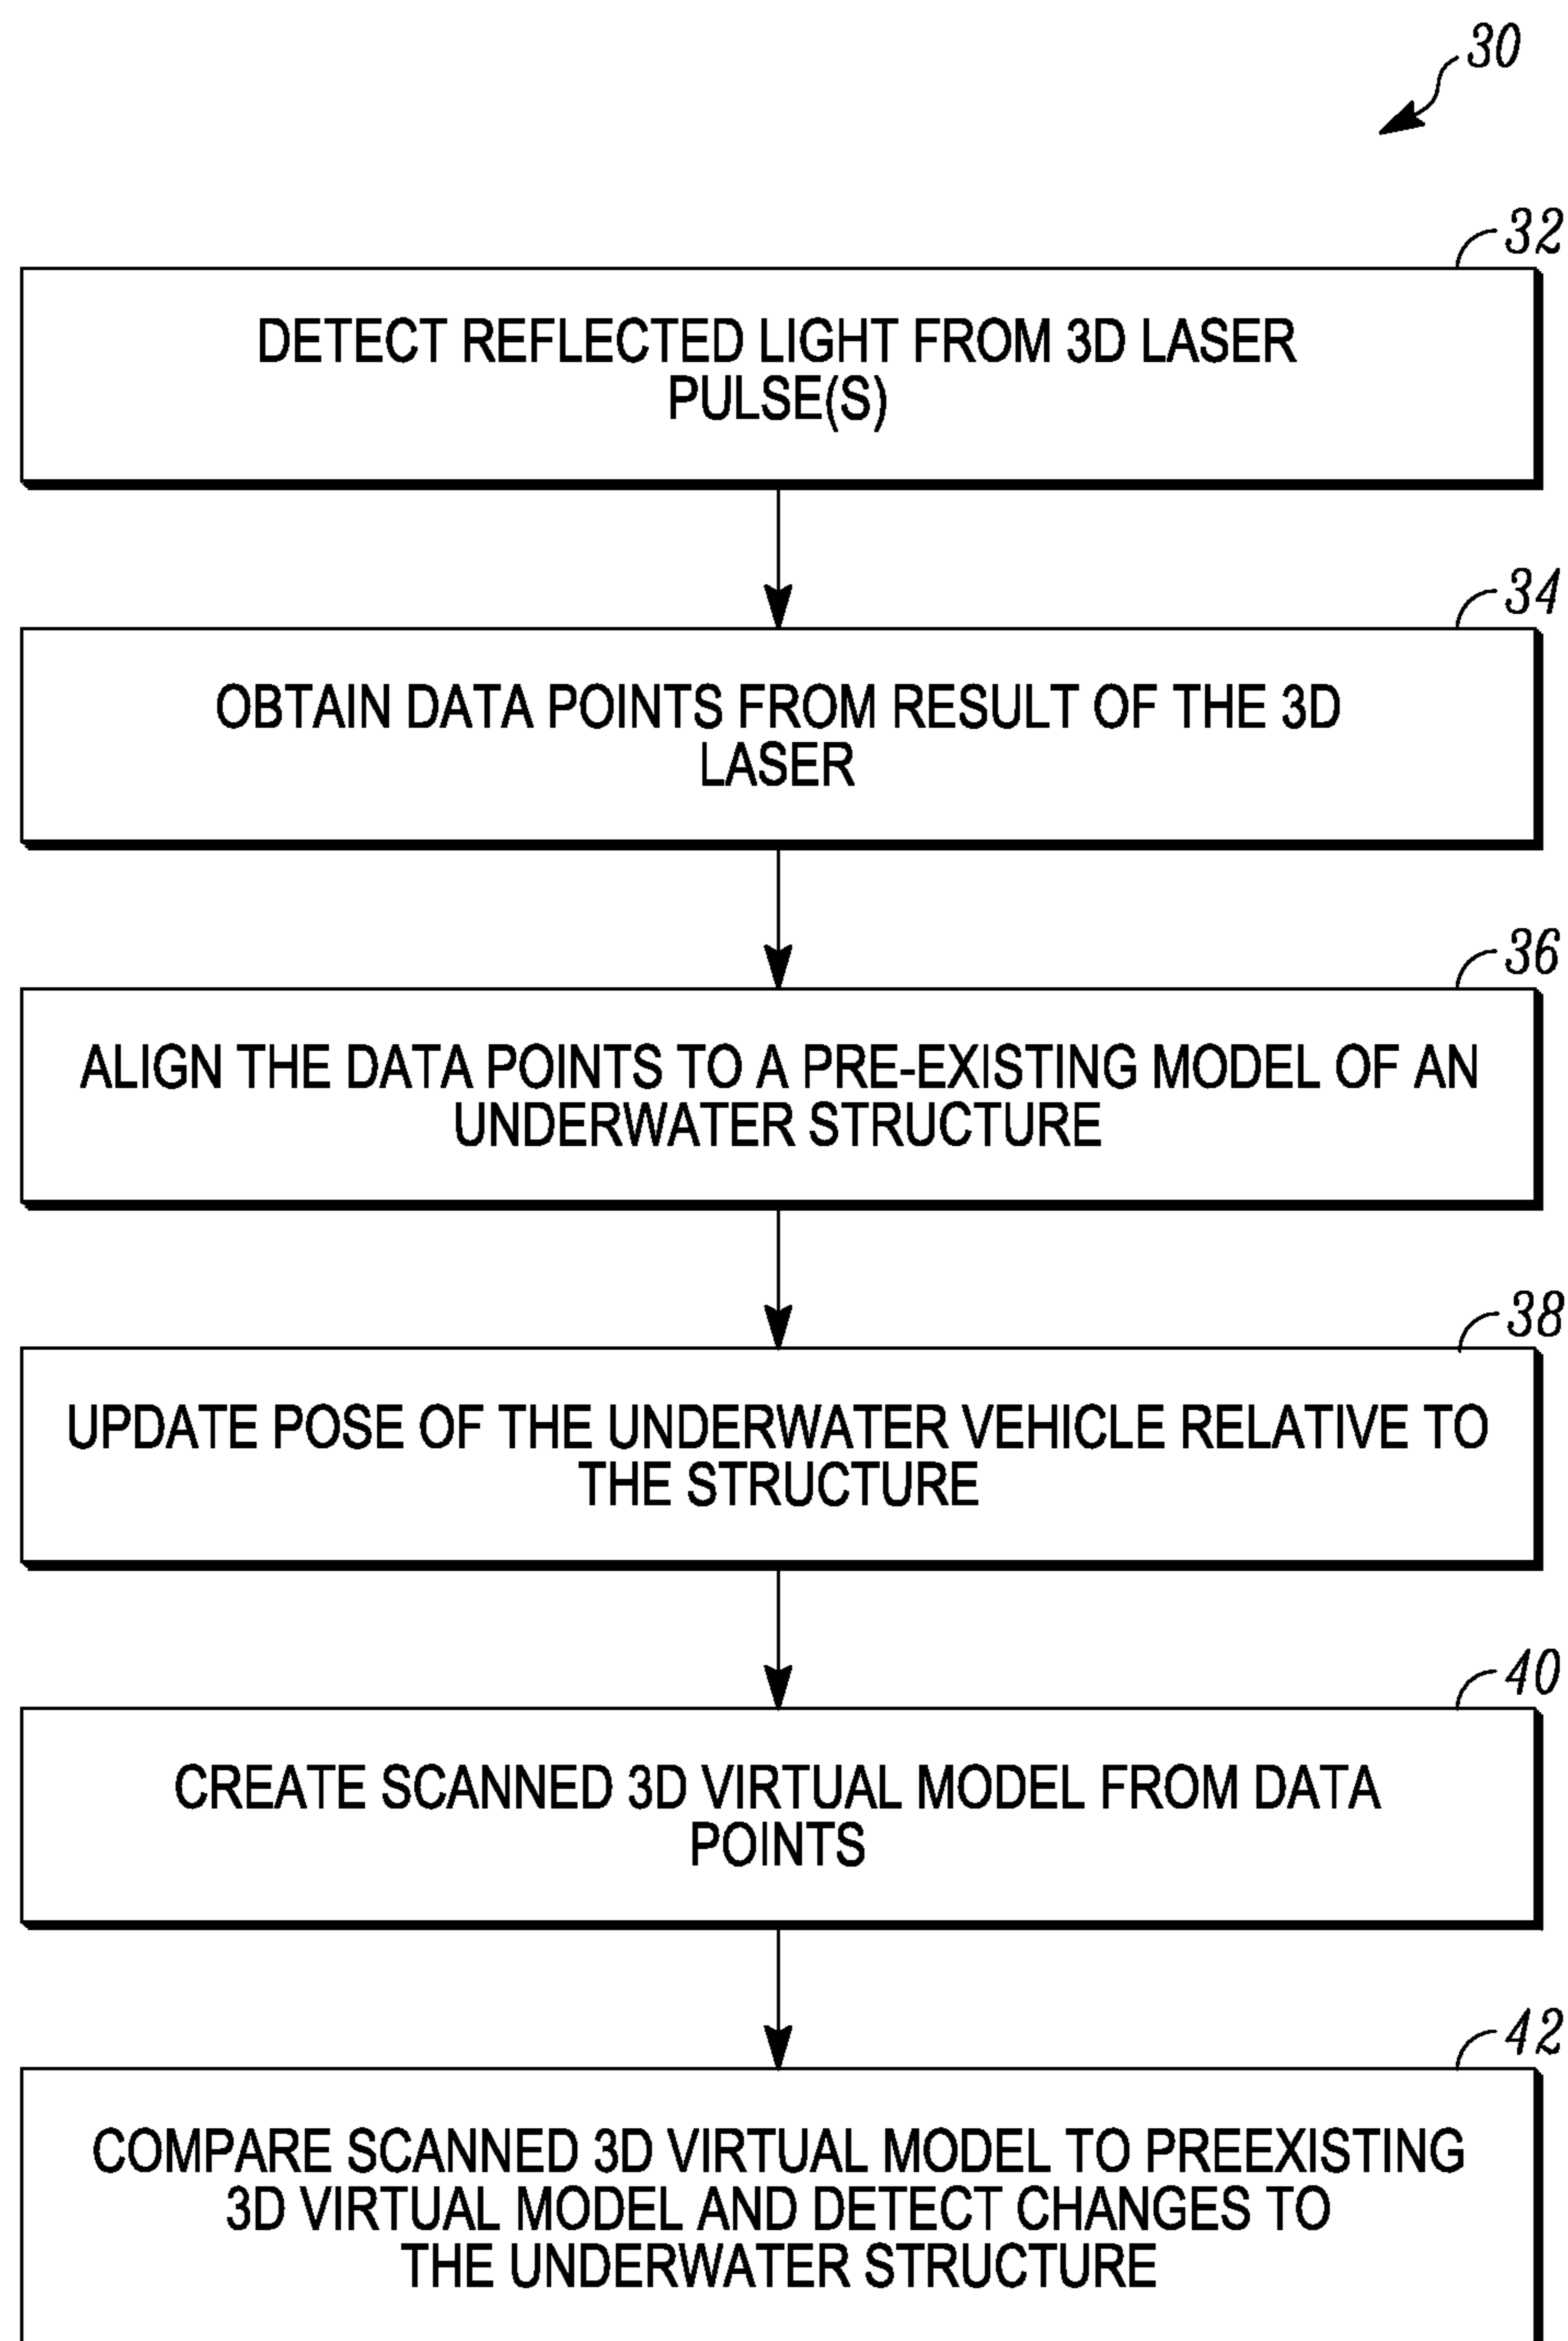 30
32
DETECT REFLECTED LIGHT FROM 3D LASER
PULSE(S)
34
OBTAIN DATA POINTS FROM RESULT OF THE 3D
LASER
36
ALIGN THE DATA POINTS TO A PRE-EXISTING MODEL OF AN
UNDERWATER STRUCTURE
38
UPDATE POSE OF THE UNDERWATER VEHICLE RELATIVE TO
THE STRUCTURE
40
CREATE SCANNED 3D VIRTUAL MODEL FROM DATA
POINTS
42
COMPARE SCANNED 3D VIRTUAL MODEL TO PREEXISTING
3D VIRTUAL MODEL AND DETECT CHANGES TO
THE UNDERWATER STRUCTURE